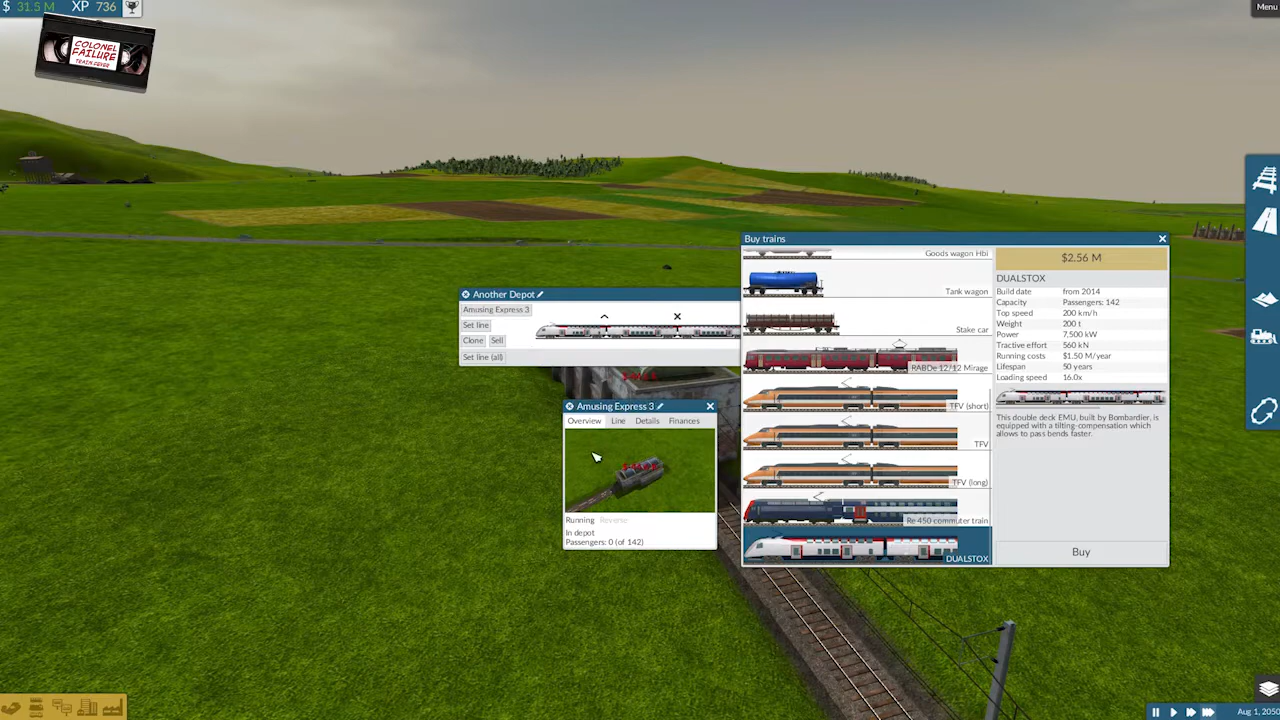 $ 31.5 M XP 736
Menu
COLONEL
FAILURE
TRAIN FEVER
Buy trains
Goods wagon Hbi
Tank wagon
Stake car
RABDe 12/12 Mirage
TFV (short)
TFV
TFV (long)
Re 450 commuter train
DUALSTOX
$2.56 M
DUALSTOX
Build date from 2014
Capacity Passengers: 142
Top speed 200 km/h
Weight 200 t
Power 7,500 kW
Tractive effort 560 kN
Running costs $1.50 M/year
Lifespan 50 years
Loading speed 16.0x
This double deck EMU, built by Bombardier, is
equipped with a tilting-compensation which
allows to pass bends faster.
Buy
Another Depot
Amusing Express 3
Set line
Clone Sell
Set line (all)
Amusing Express 3
Overview Line Details Finances
Running Reverse
In depot
Passengers: 0 (of 142)
Aug 1, 2050